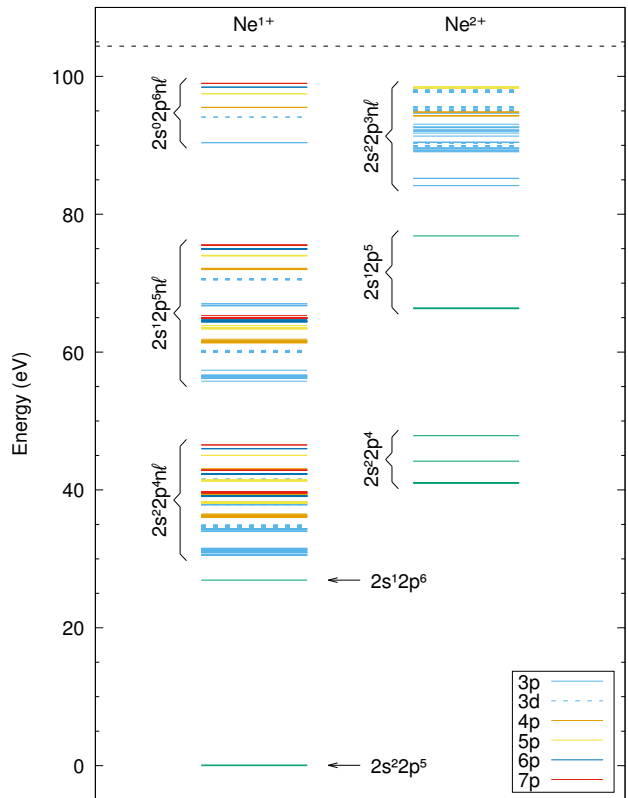 Ne¹⁺ Ne²⁺
100
80
60
40
20
0
Energy (eV)
2s⁰2p⁶nℓ
2s¹2p⁵nℓ
2s²2p⁴nℓ
2s²2p³nℓ
2s¹2p⁵
2s²2p⁴
2s¹2p⁶
2s²2p⁵
3p
3d
4p
5p
6p
7p